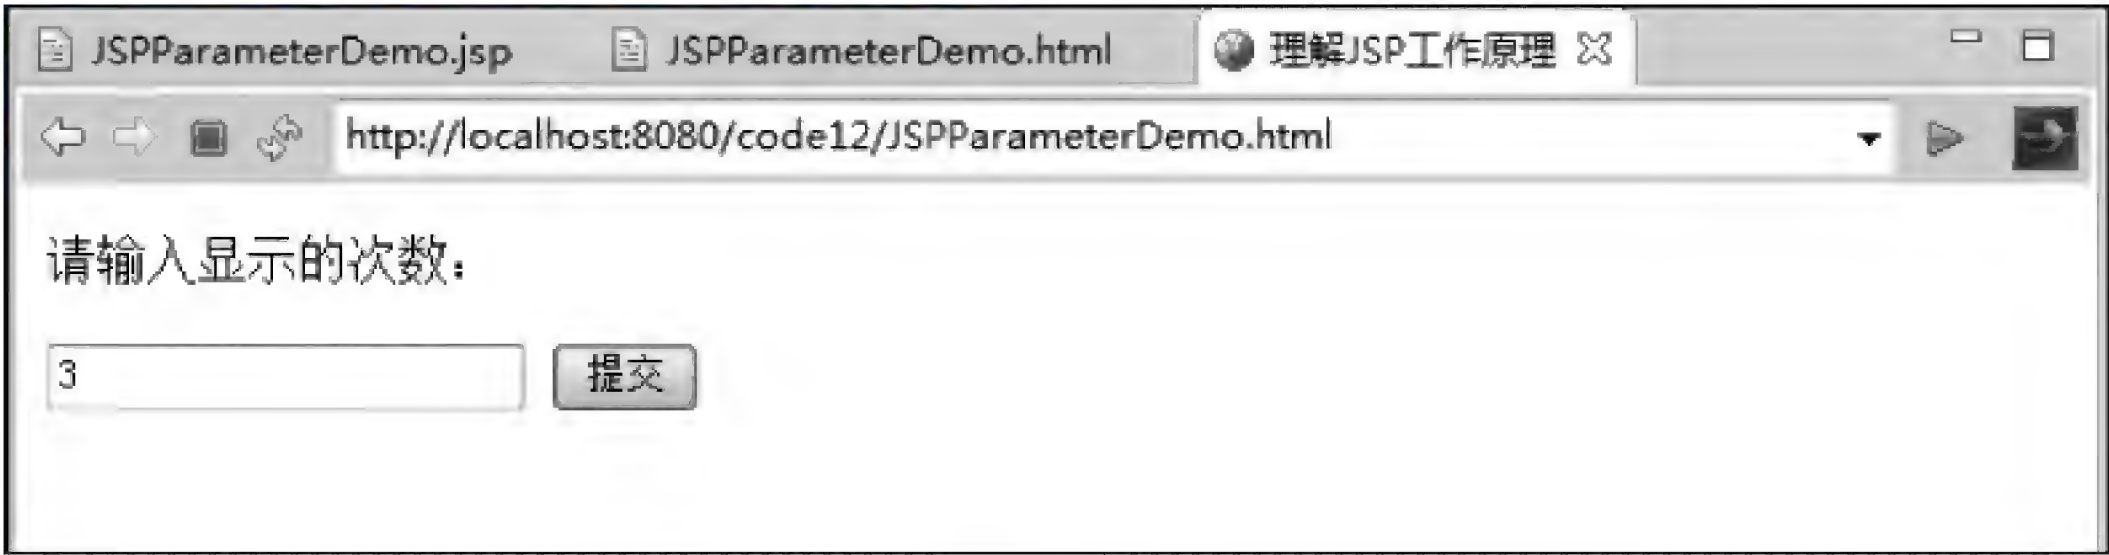 JSPParameterDemo.jsp JSPParameterDemo.html 理解JSP工作原理
http://localhost:8080/code12/JSPParameterDemo.html
请输入显示的次数：
3 提交